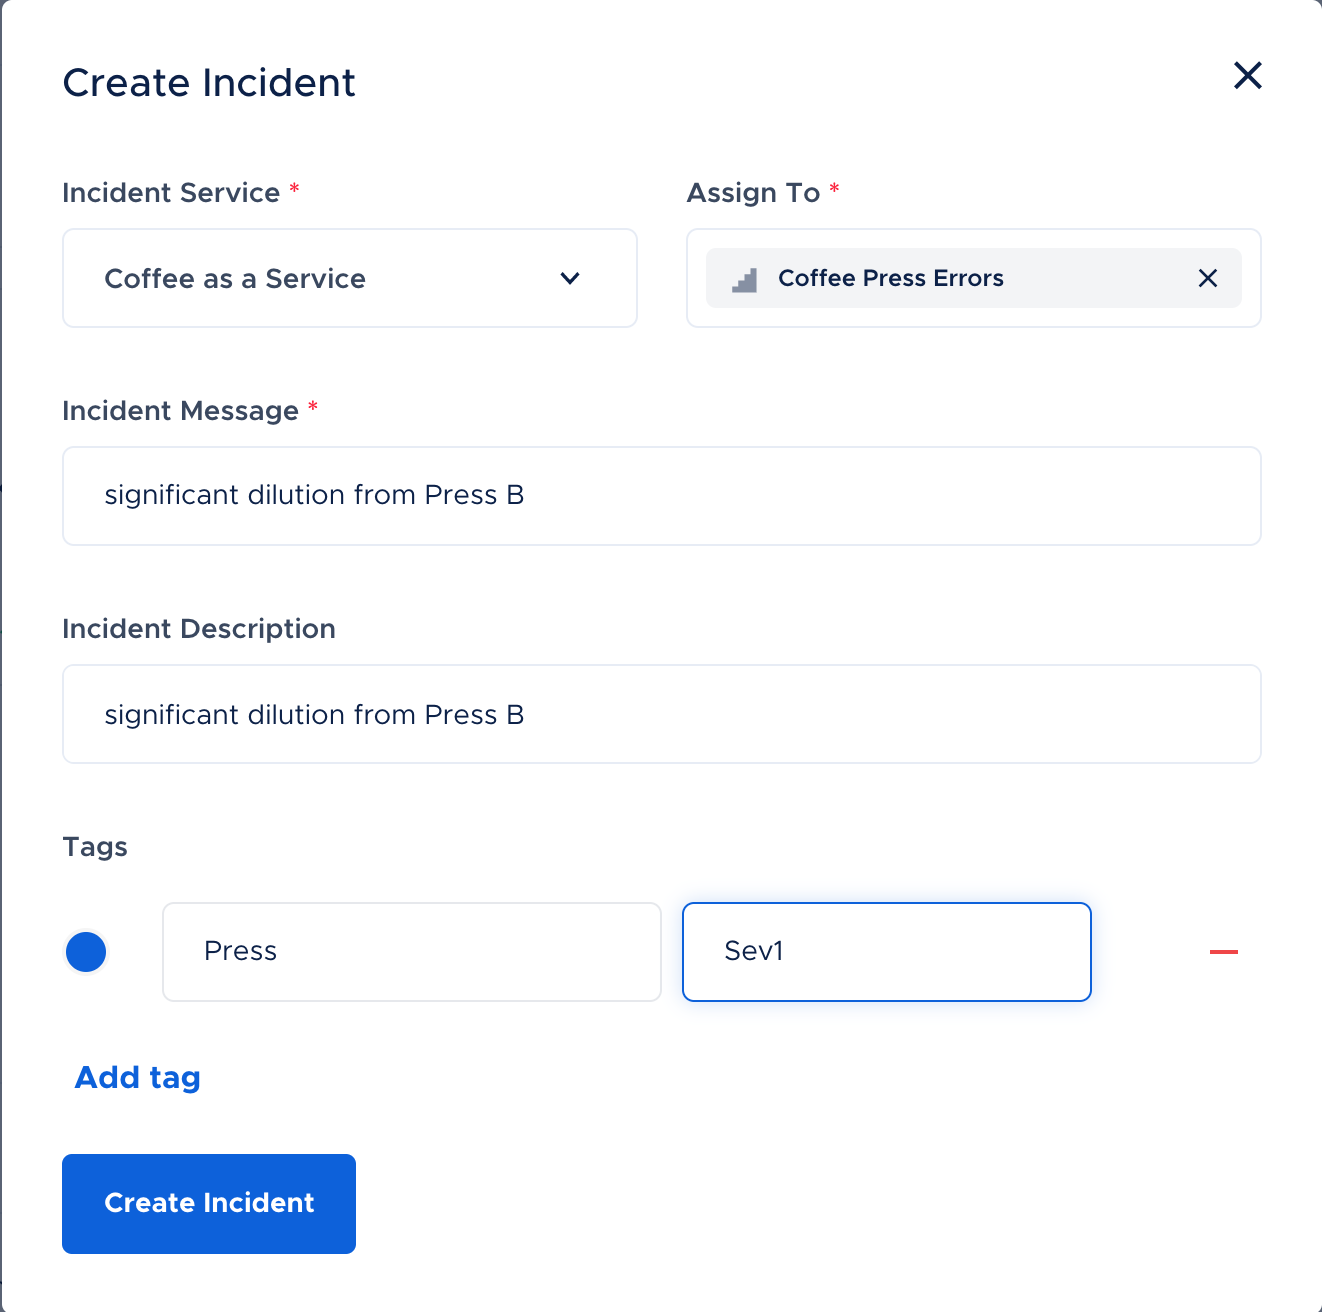 Create Incident
Incident Service *
Assign To *
Coffee as a Service
Coffee Press Errors
Incident Message *
significant dilution from Press B
Incident Description
significant dilution from Press B
Tags
Press
Sev1
Add tag
Create Incident